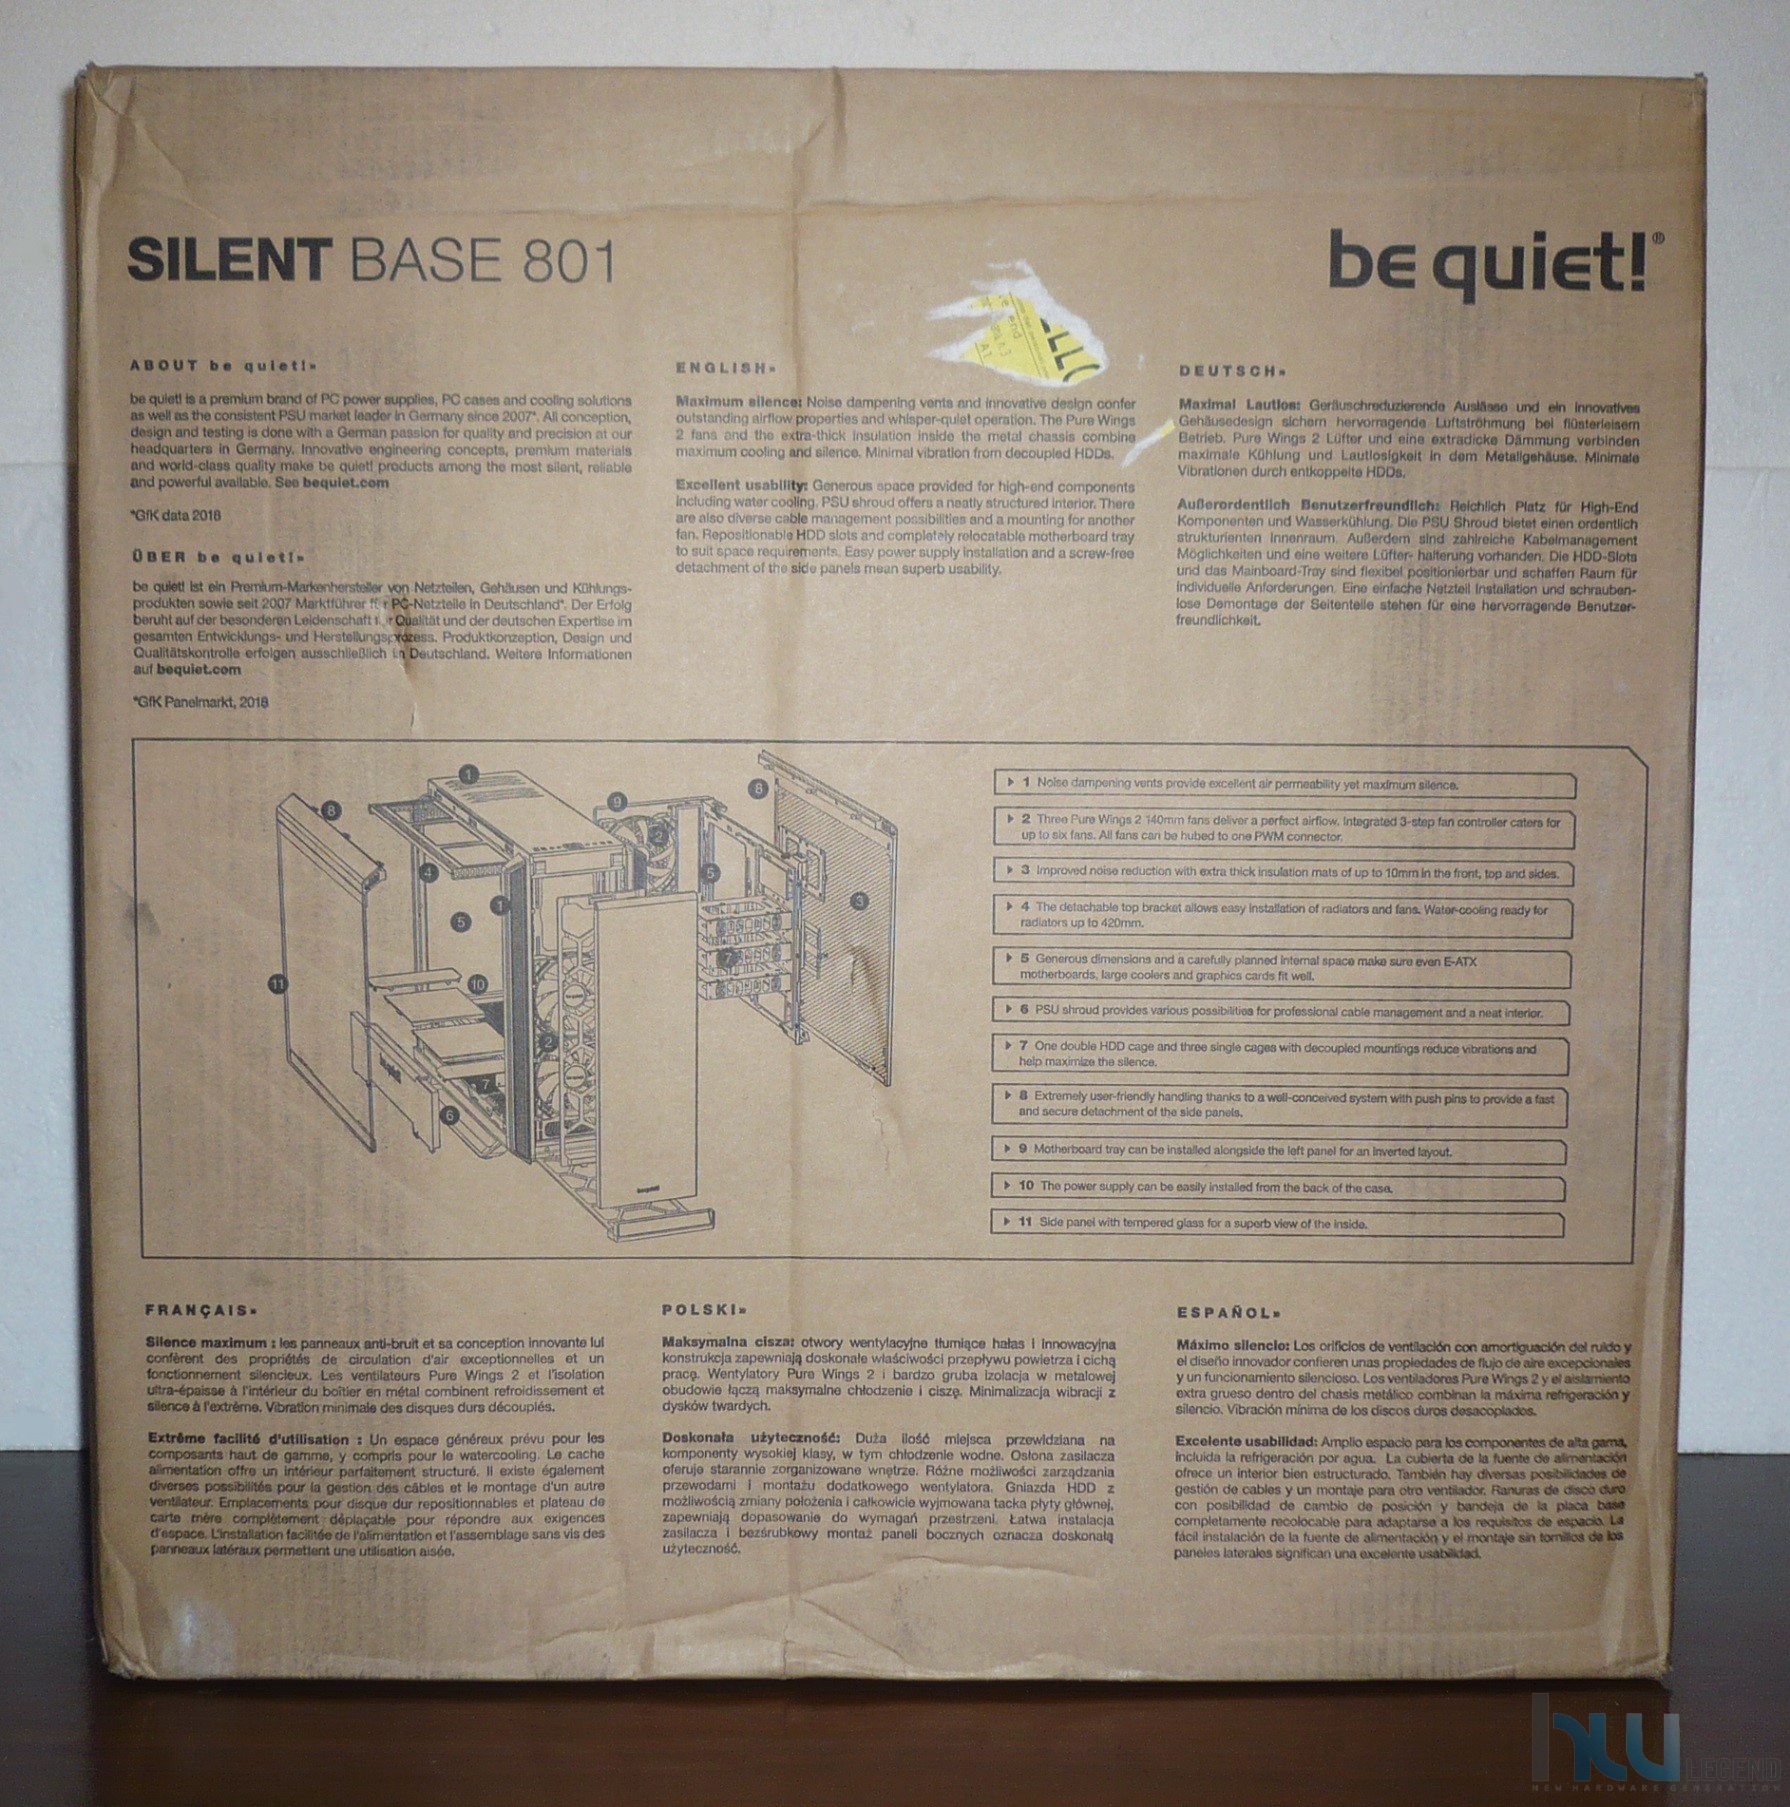 SILENT BASE 801
be quiet!®
ABOUT be quiet!»
be quiet! is a premium brand of PC power supplies, PC cases and cooling solutions
as well as the consistent PSU market leader in Germany since 2007*. All conception,
design and testing is done with a German passion for quality and precision at our
headquarters in Germany. Innovative engineering concepts, premium materials
and world-class quality make be quiet! products among the most silent, reliable
and powerful available. See bequiet.com
*GfK data 2018
ÜBER be quiet!»
be quiet! ist ein Premium-Markenhersteller von Netzteilen, Gehäusen und Kühlungs-
produkten sowie seit 2007 Marktführer für PC-Netzteile in Deutschland*. Der Erfolg
beruht auf der besonderen Leidenschaft für Qualität und der deutschen Expertise im
gesamten Entwicklungs- und Herstellungsprozess. Produktkonzeption, Design und
Qualitätskontrolle erfolgen ausschließlich in Deutschland. Weitere Informationen
auf bequiet.com
*GfK Panelmarkt, 2018
ENGLISH»
Maximum silence: Noise dampening vents and innovative design confer
outstanding airflow properties and whisper-quiet operation. The Pure Wings
2 fans and the extra-thick insulation inside the metal chassis combine
maximum cooling and silence. Minimal vibration from decoupled HDDs.
Excellent usability: Generous space provided for high-end components
including water cooling. PSU shroud offers a neatly structured interior. There
are also diverse cable management possibilities and a mounting for another
fan. Repositionable HDD slots and completely relocatable motherboard tray
to suit space requirements. Easy power supply installation and a screw-free
detachment of the side panels mean superb usability.
DEUTSCH»
Maximal Lautlos: Geräuschreduzierende Auslässe und ein innovatives
Gehäusedesign sichern hervorragende Luftströhmung bei flüsterleisem
Betrieb. Pure Wings 2 Lüfter und eine extradicke Dämmung verbinden
maximale Kühlung und Lautlosigkeit in dem Metallgehäuse. Minimale
Vibrationen durch entkoppelte HDDs.
Außerordentlich Benutzerfreundlich: Reichlich Platz für High-End
Komponenten und Wasserkühlung. Die PSU Shroud bietet einen ordentlich
strukturienten Innenraum. Außerdem sind zahlreiche Kabelmanagement
Möglichkeiten und eine weitere Lüfter- halterung vorhanden. Die HDD-Slots
und das Mainboard-Tray sind flexibel positionierbar und schaffen Raum für
individuelle Anforderungen. Eine einfache Netzteil Installation und schrauben-
lose Demontage der Seitenteile stehen für eine hervorragende Benutzer-
freundlichkeit.
1 Noise dampening vents provide excellent air permeability yet maximum silence.
2 Three Pure Wings 2 140mm fans deliver a perfect airflow. Integrated 3-step fan controller caters for
up to six fans. All fans can be hubed to one PWM connector.
3 Improved noise reduction with extra thick insulation mats of up to 10mm in the front, top and sides.
4 The detachable top bracket allows easy installation of radiators and fans. Water-cooling ready for
radiators up to 420mm.
5 Generous dimensions and a carefully planned internal space make sure even E-ATX
motherboards, large coolers and graphics cards fit well.
6 PSU shroud provides various possibilities for professional cable management and a neat interior.
7 One double HDD cage and three single cages with decoupled mountings reduce vibrations and
help maximize the silence.
8 Extremely user-friendly handling thanks to a well-conceived system with push pins to provide a fast
and secure detachment of the side panels.
9 Motherboard tray can be installed alongside the left panel for an inverted layout.
10 The power supply can be easily installed from the back of the case.
11 Side panel with tempered glass for a superb view of the inside.
FRANÇAIS»
Silence maximum : les panneaux anti-bruit et sa conception innovante lui
confèrent des propriétés de circulation d'air exceptionnelles et un
fonctionnement silencieux. Les ventilateurs Pure Wings 2 et l'isolation
ultra-épaisse à l'intérieur du boîtier en métal combinent refroidissement et
silence à l'extrême. Vibration minimale des disques durs découplés.
Extrême facilité d'utilisation : Un espace généreux prévu pour les
composants haut de gamme, y compris pour le watercooling. Le cache
alimentation offre un intérieur parfaitement structuré. Il existe également
diverses possibilités pour la gestion des câbles et le montage d'un autre
ventilateur. Emplacements pour disque dur repositionnables et plateau de
carte mère complètement déplaçable pour répondre aux exigences
d'espace. L'installation facilitée de l'alimentation et l'assemblage sans vis des
panneaux latéraux permettent une utilisation aisée.
POLSKI»
Maksymalna cisza: otwory wentylacyjne tłumiące hałas i innowacyjna
konstrukcja zapewniają doskonałe właściwości przepływu powietrza i cichą
pracę. Wentylatory Pure Wings 2 i bardzo gruba izolacja w metalowej
obudowie łączą maksymalne chłodzenie i ciszę. Minimalizacja wibracji z
dysków twardych.
Doskonała użyteczność: Duża ilość miejsca przewidziana na
komponenty wysokiej klasy, w tym chłodzenie wodne. Osłona zasilacza
oferuje starannie zorganizowane wnętrze. Różne możliwości zarządzania
przewodami i montażu dodatkowego wentylatora. Gniazda HDD z
możliwością zmiany położenia i całkowicie wyjmowana tacka płyty głównej,
zapewniają dopasowanie do wymagań przestrzeni. Łatwa instalacja
zasilacza i bezśrubkowy montaż paneli bocznych oznacza doskonałą
użyteczność.
ESPAÑOL»
Máximo silencio: Los orificios de ventilación con amortiguación del ruido y
el diseño innovador confieren unas propiedades de flujo de aire excepcionales
y un funcionamiento silencioso. Los ventiladores Pure Wings 2 y el aislamiento
extra grueso dentro del chasis metálico combinan la máxima refrigeración y
silencio. Vibración mínima de los discos duros desacoplados.
Excelente usabilidad: Amplio espacio para los componentes de alta gama,
incluida la refrigeración por agua. La cubierta de la fuente de alimentación
ofrece un interior bien estructurado. También hay diversas posibilidades de
gestión de cables y un montaje para otro ventilador. Ranuras de disco duro
con posibilidad de cambio de posición y bandeja de la placa base
completamente recolocable para adaptarse a los requisitos de espacio. La
fácil instalación de la fuente de alimentación y el montaje sin tornillos de los
paneles laterales significan una excelente usabilidad.
LEGEND
NEW HARDWARE GENERATION